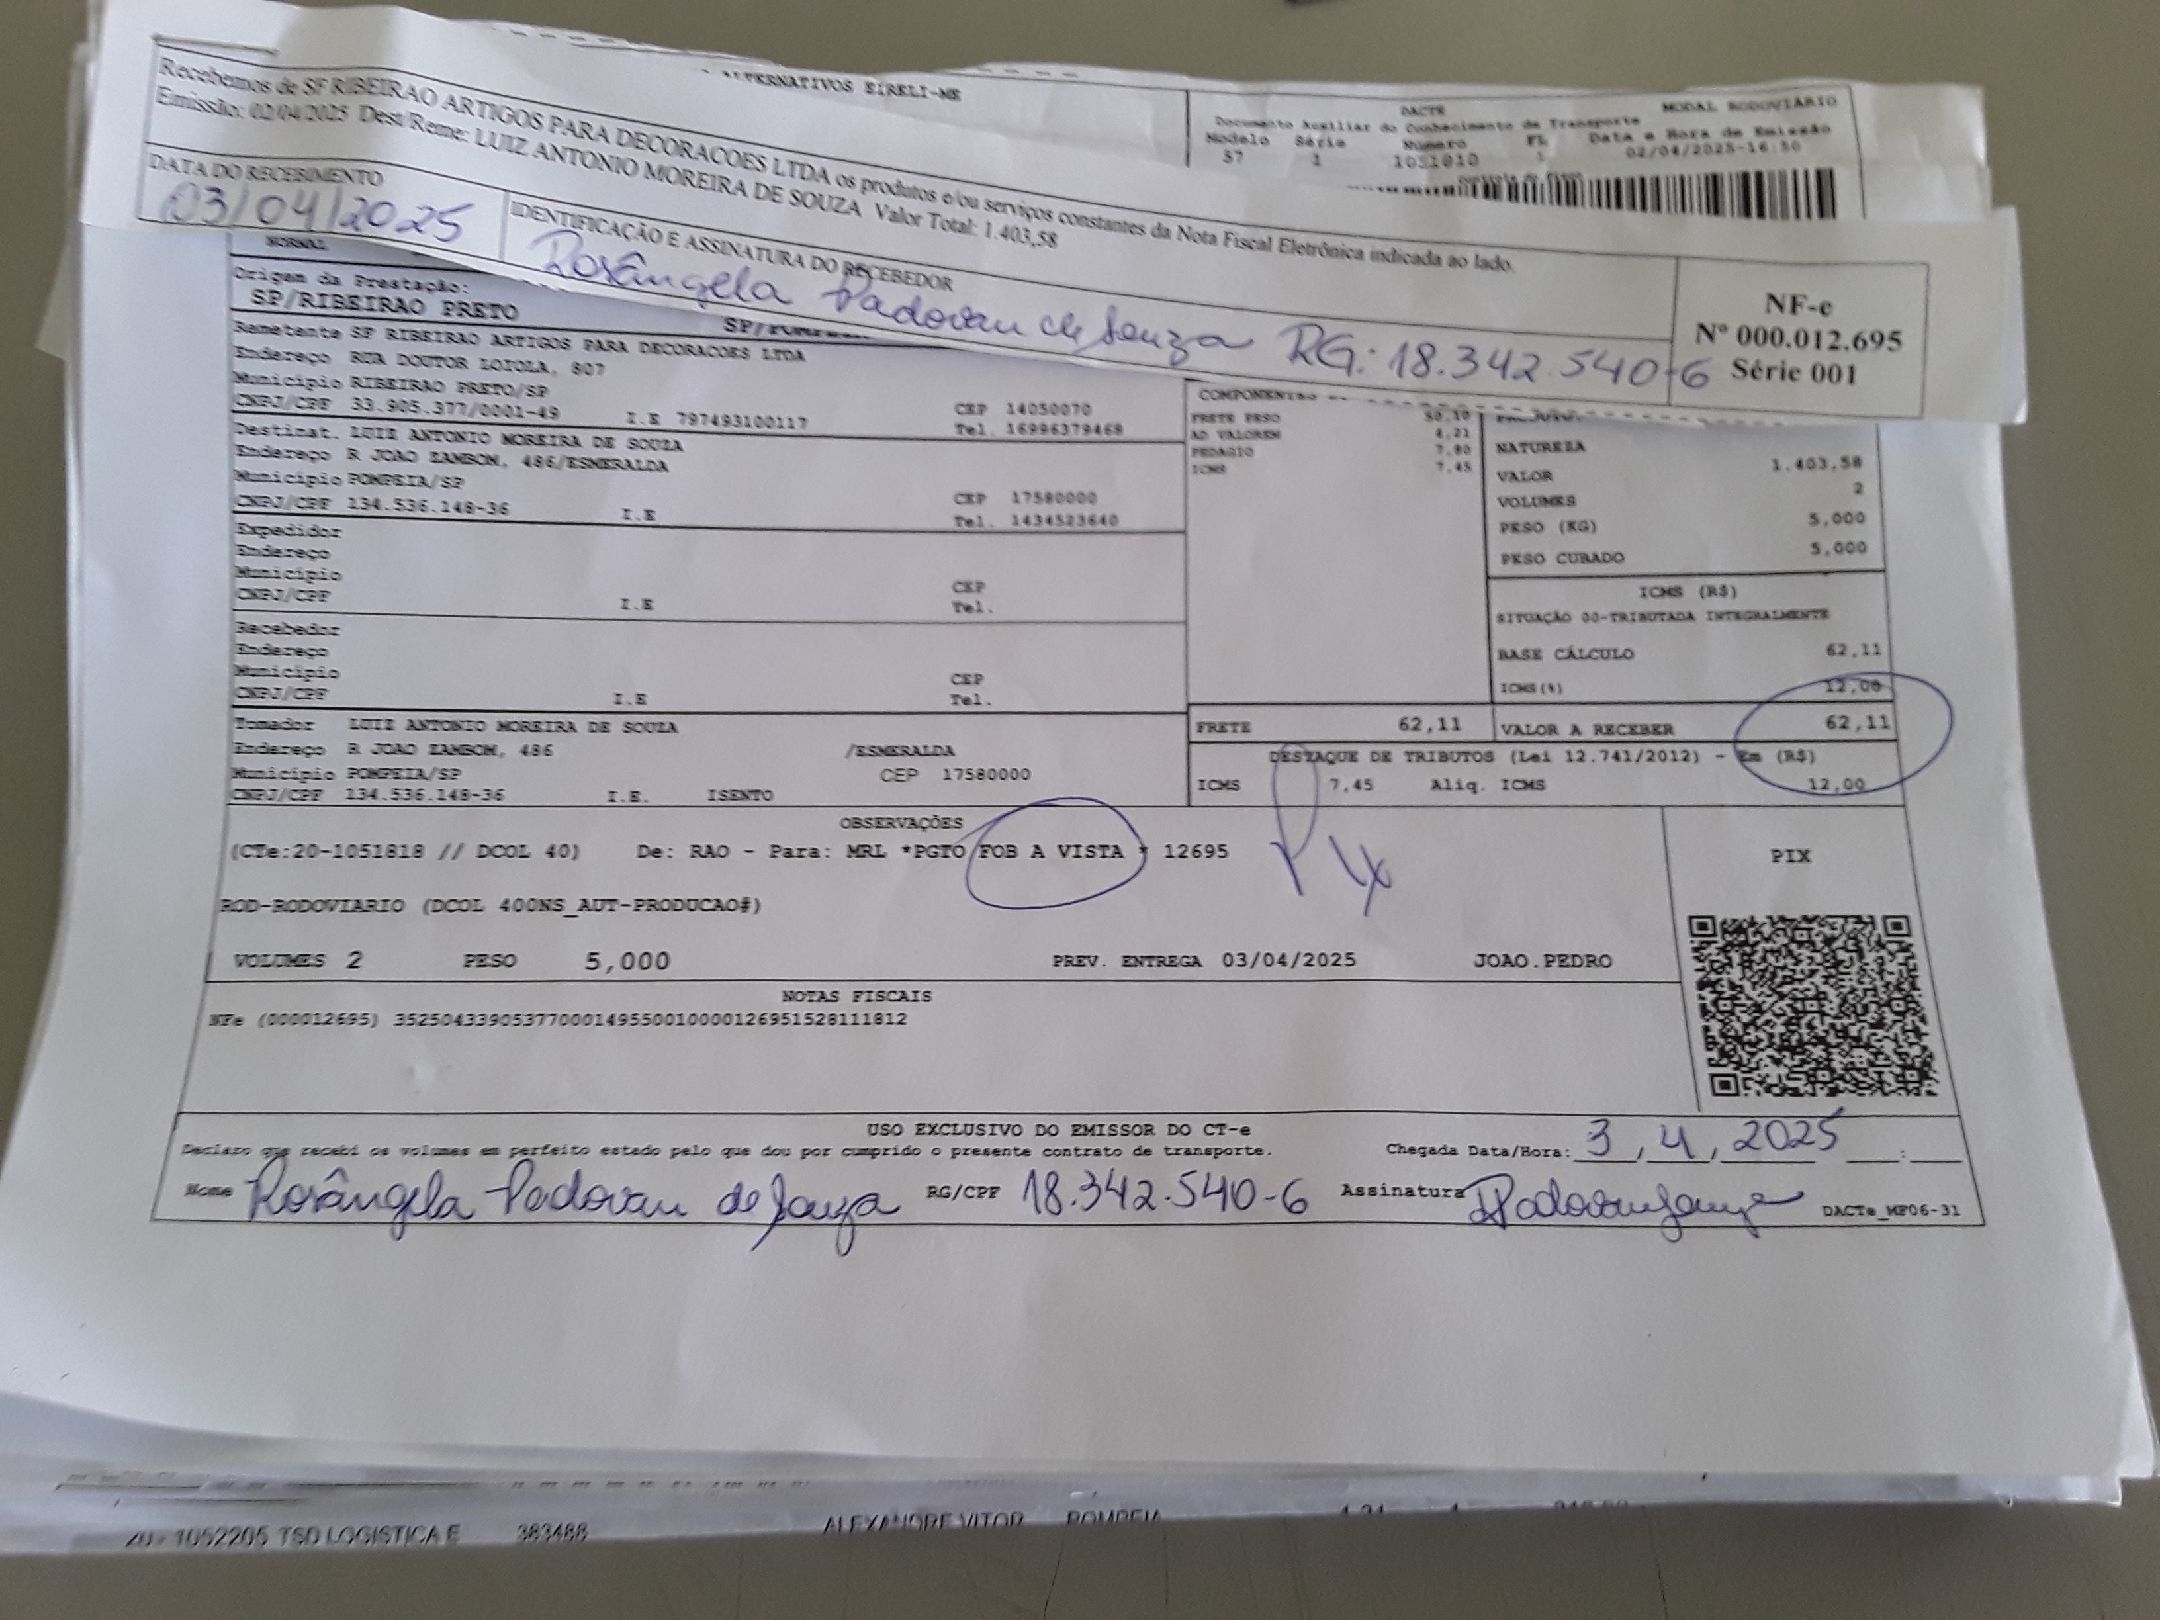 Recebemos de SF RIBEIRAO ARTIGOS PARA DECORACOES LTDA os produtos e/ou serviços constantes da Nota Fiscal Eletrônica indicada ao lado.
Emissão: 02/04/2025 Dest/Reme: LUIZ ANTONIO MOREIRA DE SOUZA Valor Total: 1.403,58
DATA DO RECEBIMENTO
03/04/2025
IDENTIFICAÇÃO E ASSINATURA DO RECEBEDOR
Rosângela Padovan de Souza RG: 18.342.540-6
NF-e
Nº 000.012.695
Série 001
ALTERNATIVOS EIRELI-ME
DACTE
MODAL RODOVIÁRIO
Documento Auxiliar do Conhecimento de Transporte
Modelo Série Número FL Data e Hora de Emissão
57 1 1 02/04/2025-16:50
NORMAL
Origem da Prestação:
SP/RIBEIRAO PRETO
Remetente SF RIBEIRAO ARTIGOS PARA DECORACOES LTDA
Endereço RUA DOUTOR LOIOLA, 807
Município RIBEIRAO PRETO/SP
CEP 14050070
CNPJ/CPF 33.905.377/0001-49 I.E 797493100117 Tel. 16996379468
Destinat. LUIZ ANTONIO MOREIRA DE SOUZA
Endereço R JOAO ZAMBOM, 486/ESMERALDA
Município POMPEIA/SP
CEP 17580000
CNPJ/CPF 134.536.148-36 I.E Tel. 1434523640
Expedidor
Endereço
Município CEP
CNPJ/CPF I.E Tel.
Recebedor
Endereço
Município CEP
CNPJ/CPF I.E Tel.
Tomador LUIZ ANTONIO MOREIRA DE SOUZA
Endereço R JOAO ZAMBOM, 486 /ESMERALDA
Município POMPEIA/SP CEP 17580000
CNPJ/CPF 134.536.148-36 I.E. ISENTO
FRETE PESO
AD VALOREM 4,21
PEDAGIO
ICMS 7,45
NATUREZA
VALOR 1.403,58
VOLUMES 2
PESO (KG) 5,000
PESO CUBADO 5,000
ICMS (R$)
SITUAÇÃO 00-TRIBUTADA INTEGRALMENTE
BASE CÁLCULO 62,11
ICMS(%) 12,00
FRETE 62,11 VALOR A RECEBER 62,11
DESTAQUE DE TRIBUTOS (Lei 12.741/2012) - Em (R$)
ICMS 7,45 Aliq. ICMS 12,00
OBSERVAÇÕES
(CTe:20-1051818 // DCOL 40) De: RAO - Para: MRL *PGTO FOB A VISTA * 12695
Pix
PIX
ROD-RODOVIARIO (DCOL 400NS_AUT-PRODUCAO#)
VOLUMES 2 PESO 5,000 PREV. ENTREGA 03/04/2025 JOAO.PEDRO
NOTAS FISCAIS
NFe (000012695) 35250433905377000149550010000126951528111812
USO EXCLUSIVO DO EMISSOR DO CT-e
Declaro que recebi os volumes em perfeito estado pelo que dou por cumprido o presente contrato de transporte.
Chegada Data/Hora: 3, 4, 2025 :
Nome Rosângela Padovan de Souza RG/CPF 18.342.540-6 Assinatura
DACTe_MF06-31
20 - 1052205 TSD LOGISTICA E 383488 ALEXANDRE VITOR POMPEIA